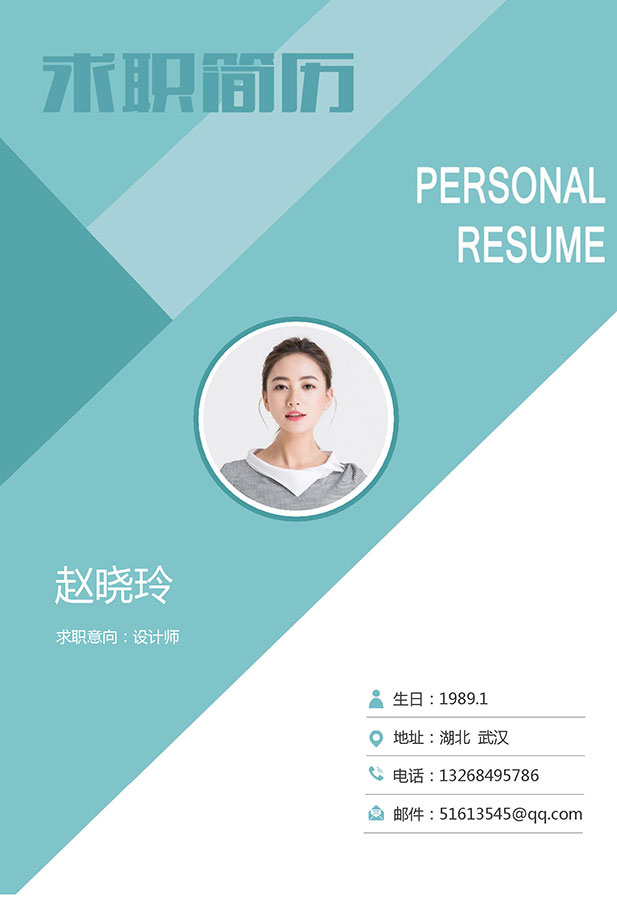 求职简历
PERSONAL
RESUME
赵晓玲
求职意向：设计师
生日：1989.1
地址：湖北 武汉
电话：13268495786
邮件：51613545@qq.com